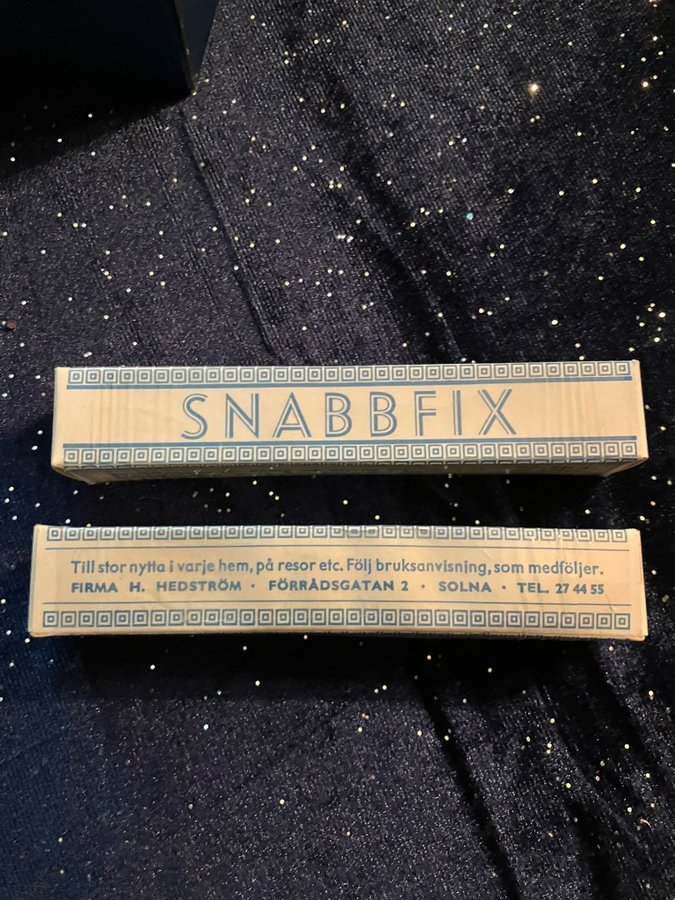 SNABBFIX
Till stor nytta i varje hem, på resor etc. Följ bruksanvisning, som medföljer.
FIRMA H. HEDSTRÖM · FÖRRÅDSGATAN 2 · SOLNA · TEL. 27 44 55